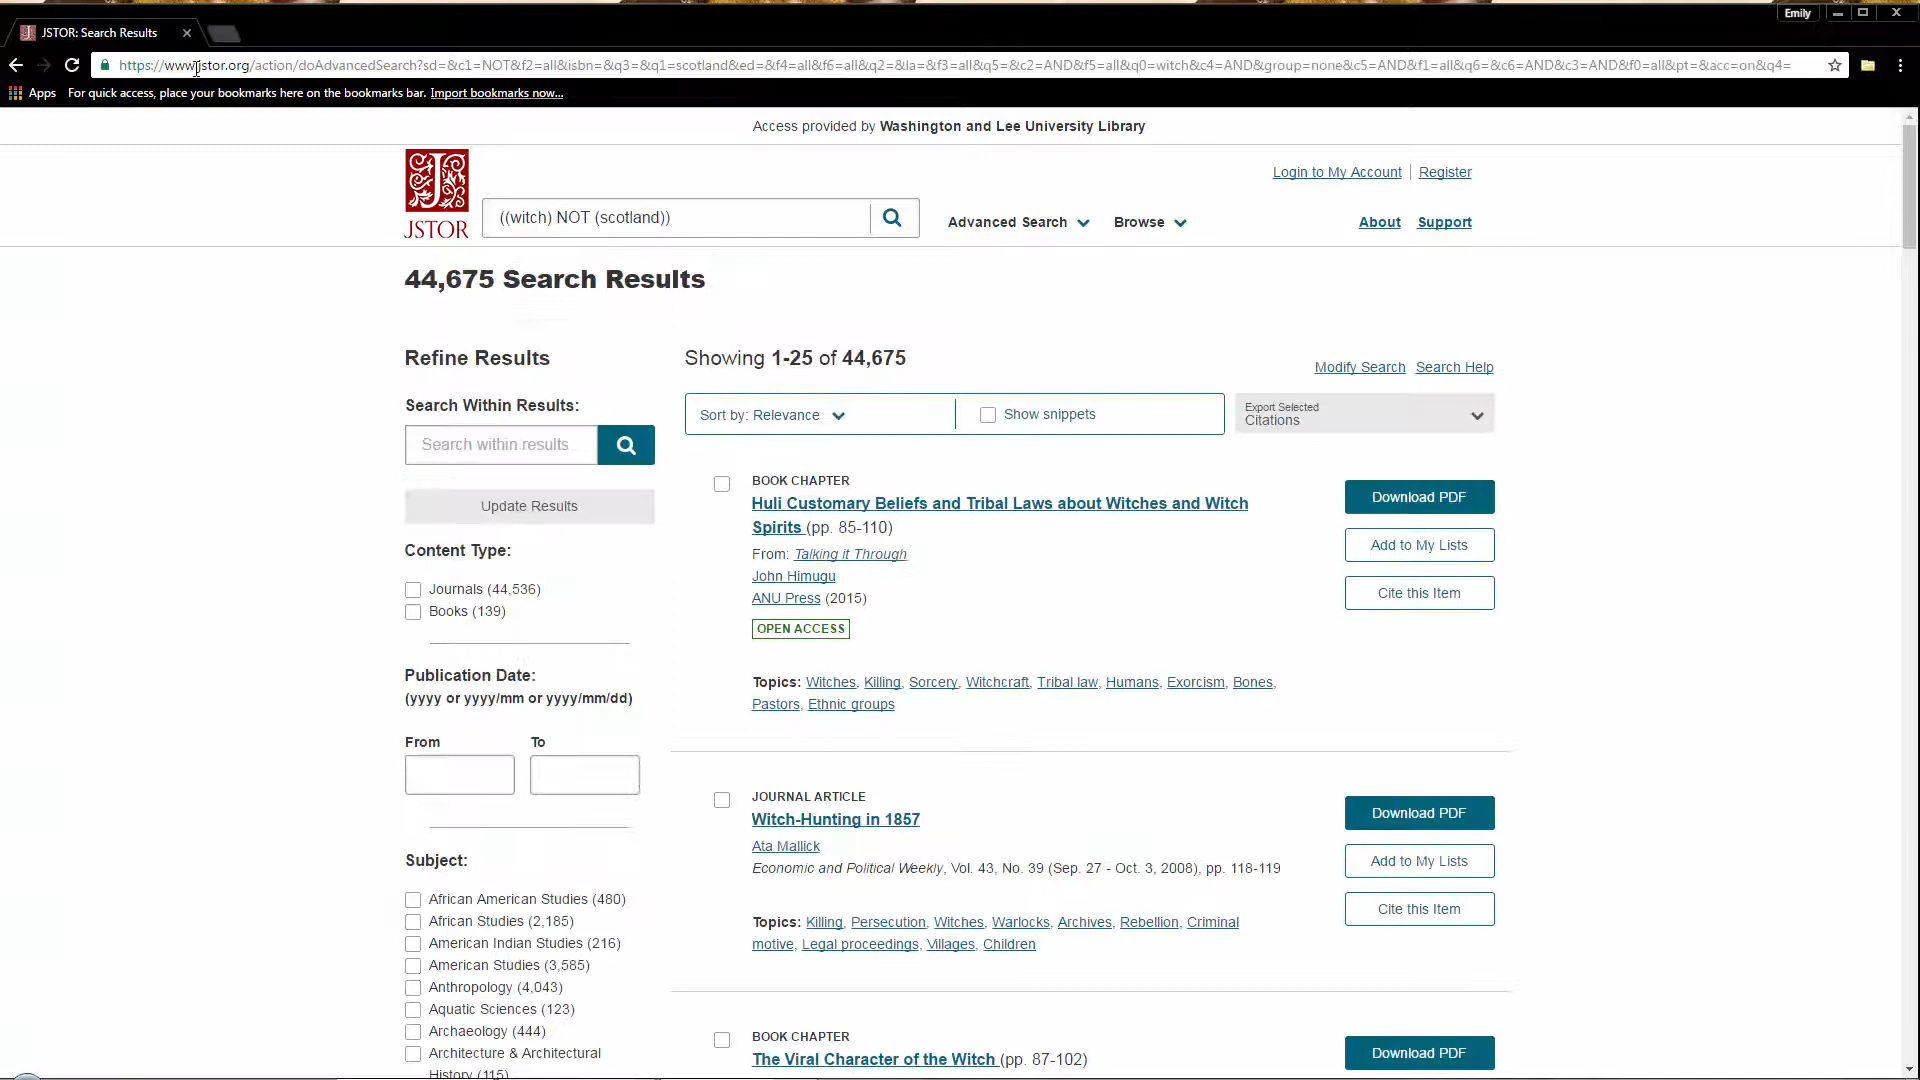 Emily
JSTOR: Search Results
https://www.jstor.org/action/doAdvancedSearch?sd=&c1=NOT&f2=all&isbn=&q3=&q1=scotland&ed=&f4=all&f6=all&q2=&la=&f3=all&q5=&c2=AND&f5=all&q0=witch&c4=AND&group=none&c5=AND&f1=all&q6=&c6=AND&c3=AND&f0=all&pt=&acc=on&q4=
Apps For quick access, place your bookmarks here on the bookmarks bar. Import bookmarks now...
Access provided by Washington and Lee University Library
Login to My Account Register
JSTOR
((witch) NOT (scotland))
Advanced Search Browse About Support
44,675 Search Results
Refine Results
Search Within Results:
Search within results
Update Results
Content Type:
Journals (44,536)
Books (139)
Publication Date:
(yyyy or yyyy/mm or yyyy/mm/dd)
From To
Subject:
African American Studies (480)
African Studies (2,185)
American Indian Studies (216)
American Studies (3,585)
Anthropology (4,043)
Aquatic Sciences (123)
Archaeology (444)
Architecture & Architectural
History (115)
Showing 1-25 of 44,675
Modify Search Search Help
Sort by: Relevance Show snippets
Export Selected
Citations
BOOK CHAPTER
Huli Customary Beliefs and Tribal Laws about Witches and Witch
Spirits (pp. 85-110)
From: Talking it Through
John Himugu
ANU Press (2015)
OPEN ACCESS
Topics: Witches, Killing, Sorcery, Witchcraft, Tribal law, Humans, Exorcism, Bones,
Pastors, Ethnic groups
Download PDF
Add to My Lists
Cite this Item
JOURNAL ARTICLE
Witch-Hunting in 1857
Ata Mallick
Economic and Political Weekly, Vol. 43, No. 39 (Sep. 27 - Oct. 3, 2008), pp. 118-119
Topics: Killing, Persecution, Witches, Warlocks, Archives, Rebellion, Criminal
motive, Legal proceedings, Villages, Children
Download PDF
Add to My Lists
Cite this Item
BOOK CHAPTER
The Viral Character of the Witch (pp. 87-102)
Download PDF